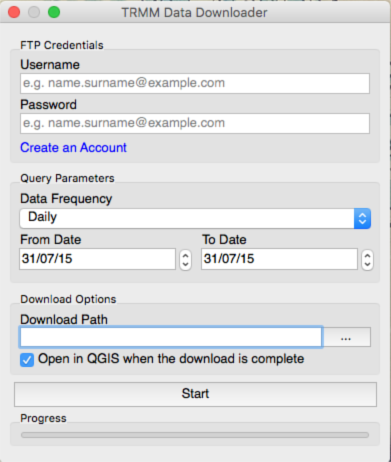 TRMM Data Downloader
FTP Credentials
Username
e.g. name.surname@example.com
Password
e.g. name.surname@example.com
Create an Account
Query Parameters
Data Frequency
Daily
From Date To Date
31/07/15 31/07/15
Download Options
Download Path
...
Open in QGIS when the download is complete
Start
Progress